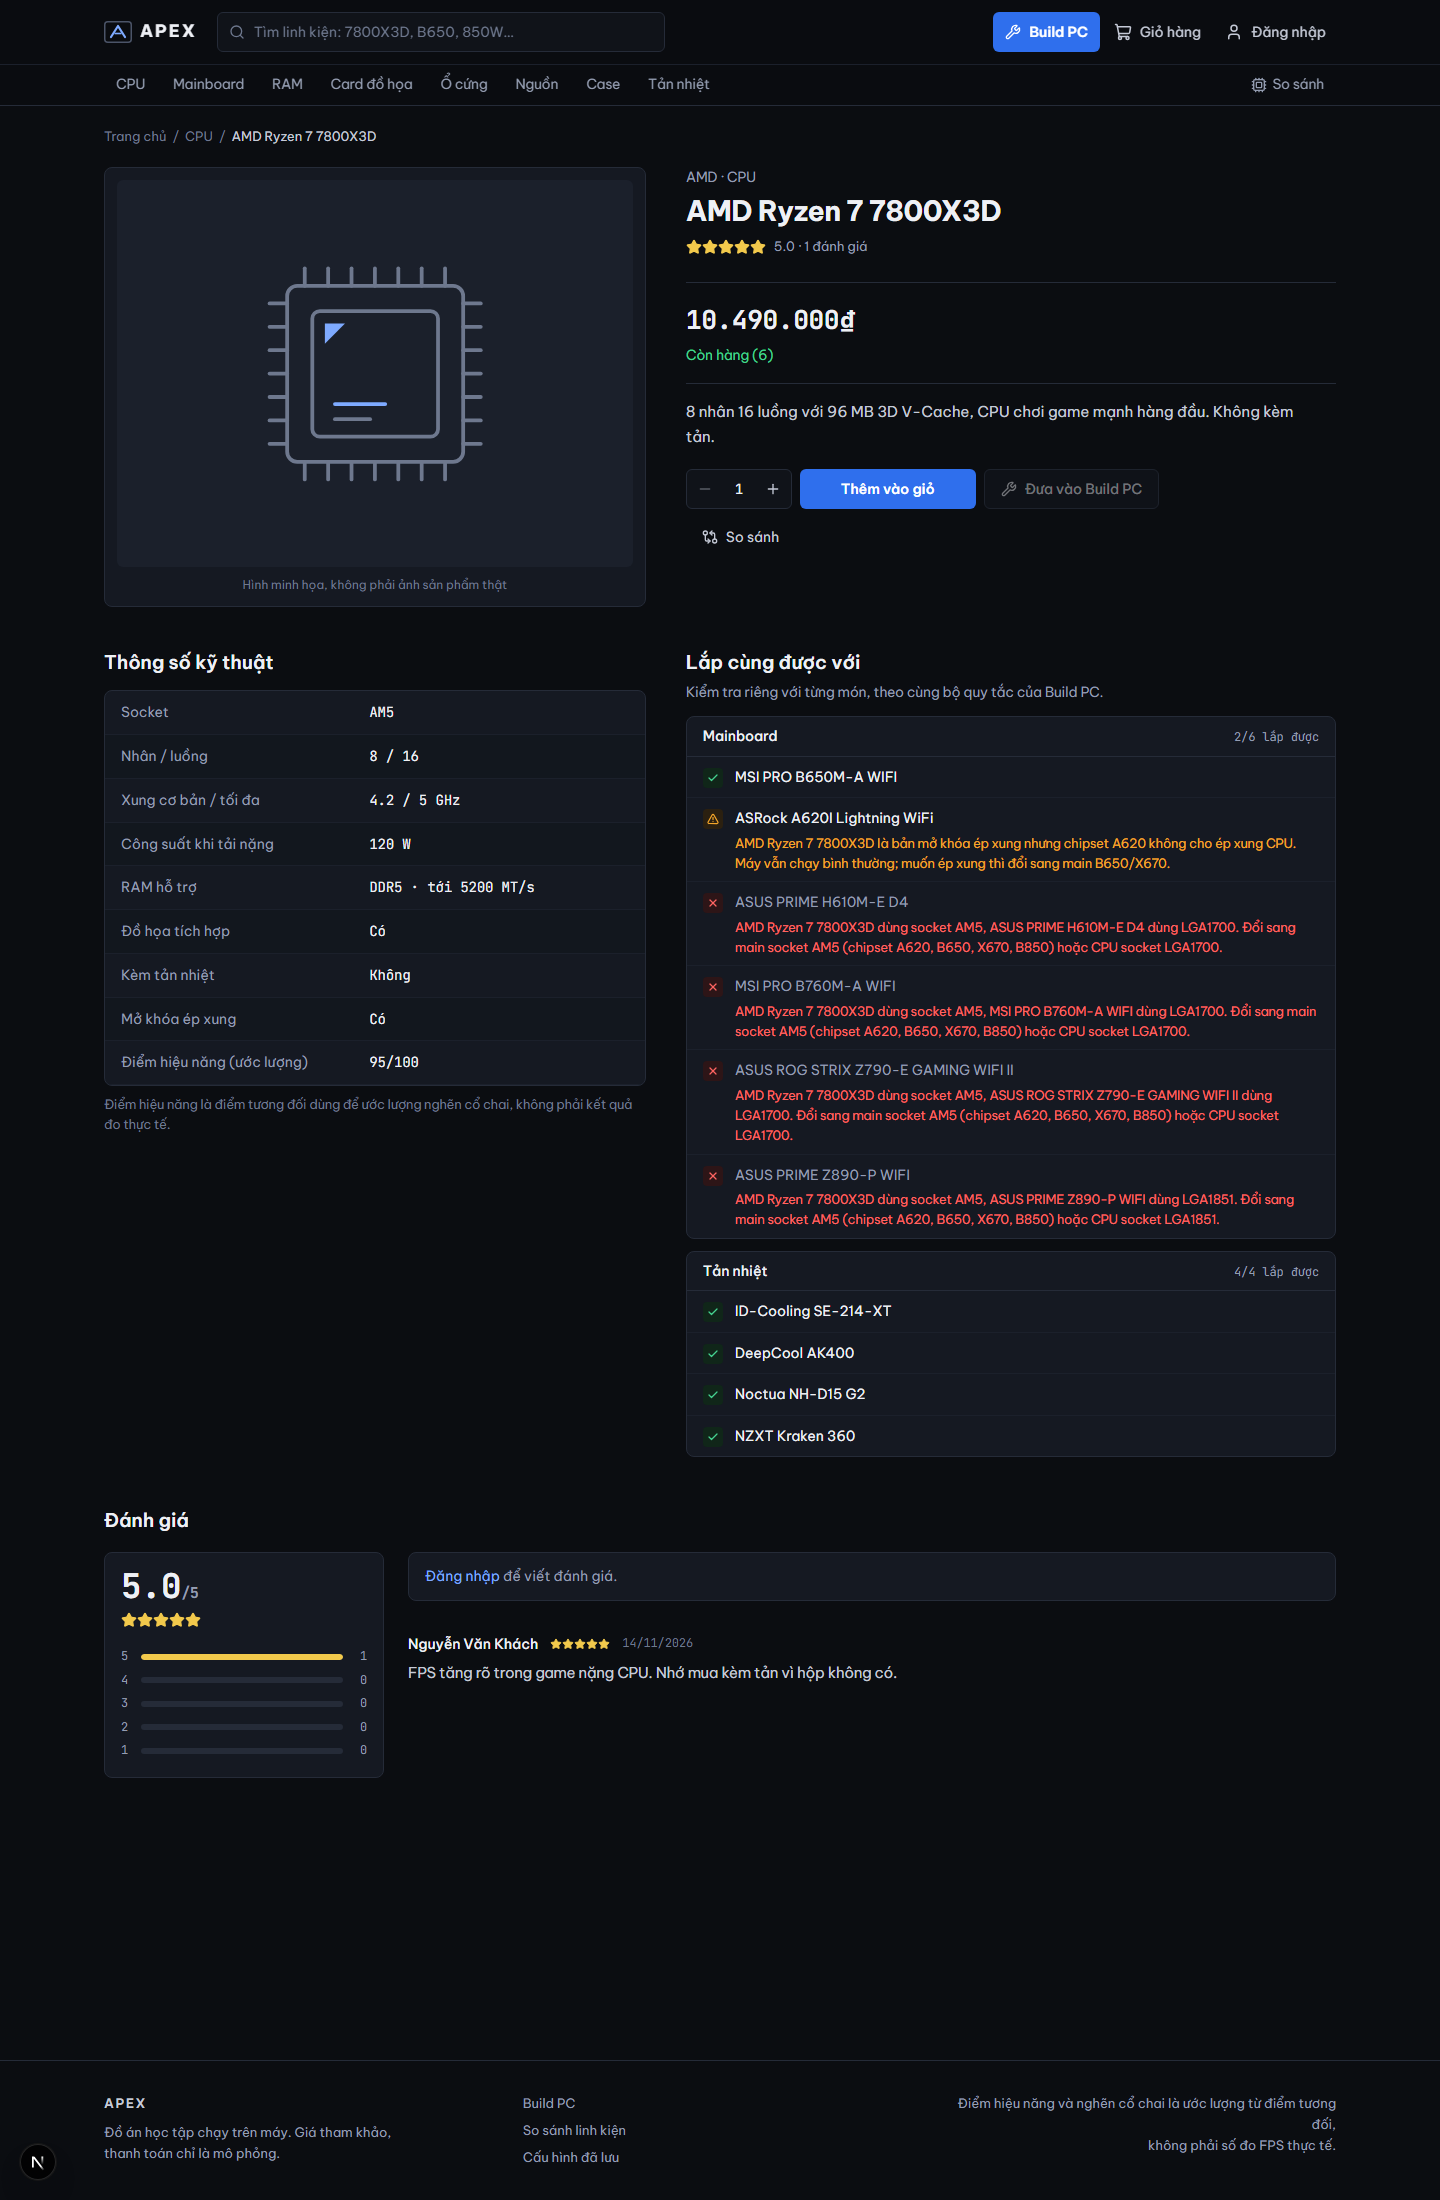 APEX
Tìm linh kiện: 7800X3D, B650, 850W...
Build PC
Giỏ hàng
Đăng nhập
CPU
Mainboard
RAM
Card đồ họa
Ổ cứng
Nguồn
Case
Tản nhiệt
So sánh
Trang chủ / CPU / AMD Ryzen 7 7800X3D
Hình minh họa, không phải ảnh sản phẩm thật
AMD · CPU
AMD Ryzen 7 7800X3D
5.0 · 1 đánh giá
10.490.000₫
Còn hàng (6)
8 nhân 16 luồng với 96 MB 3D V-Cache, CPU chơi game mạnh hàng đầu. Không kèm
tản.
1
Thêm vào giỏ
Đưa vào Build PC
So sánh
Thông số kỹ thuật
Socket AM5
Nhân / luồng 8 / 16
Xung cơ bản / tối đa 4.2 / 5 GHz
Công suất khi tải nặng 120 W
RAM hỗ trợ DDR5 · tới 5200 MT/s
Đồ họa tích hợp Có
Kèm tản nhiệt Không
Mở khóa ép xung Có
Điểm hiệu năng (ước lượng) 95/100
Điểm hiệu năng là điểm tương đối dùng để ước lượng nghẽn cổ chai, không phải kết quả
đo thực tế.
Lắp cùng được với
Kiểm tra riêng với từng món, theo cùng bộ quy tắc của Build PC.
Mainboard 2/6 lắp được
MSI PRO B650M-A WIFI
ASRock A620I Lightning WiFi
AMD Ryzen 7 7800X3D là bản mở khóa ép xung nhưng chipset A620 không cho ép xung CPU.
Máy vẫn chạy bình thường; muốn ép xung thì đổi sang main B650/X670.
ASUS PRIME H610M-E D4
AMD Ryzen 7 7800X3D dùng socket AM5, ASUS PRIME H610M-E D4 dùng LGA1700. Đổi sang
main socket AM5 (chipset A620, B650, X670, B850) hoặc CPU socket LGA1700.
MSI PRO B760M-A WIFI
AMD Ryzen 7 7800X3D dùng socket AM5, MSI PRO B760M-A WIFI dùng LGA1700. Đổi sang main
socket AM5 (chipset A620, B650, X670, B850) hoặc CPU socket LGA1700.
ASUS ROG STRIX Z790-E GAMING WIFI II
AMD Ryzen 7 7800X3D dùng socket AM5, ASUS ROG STRIX Z790-E GAMING WIFI II dùng
LGA1700. Đổi sang main socket AM5 (chipset A620, B650, X670, B850) hoặc CPU socket
LGA1700.
ASUS PRIME Z890-P WIFI
AMD Ryzen 7 7800X3D dùng socket AM5, ASUS PRIME Z890-P WIFI dùng LGA1851. Đổi sang
main socket AM5 (chipset A620, B650, X670, B850) hoặc CPU socket LGA1851.
Tản nhiệt 4/4 lắp được
ID-Cooling SE-214-XT
DeepCool AK400
Noctua NH-D15 G2
NZXT Kraken 360
Đánh giá
5.0/5
5 1
4 0
3 0
2 0
1 0
Đăng nhập để viết đánh giá.
Nguyễn Văn Khách 14/11/2026
FPS tăng rõ trong game nặng CPU. Nhớ mua kèm tản vì hộp không có.
APEX
Đồ án học tập chạy trên máy. Giá tham khảo,
thanh toán chỉ là mô phỏng.
Build PC
So sánh linh kiện
Cấu hình đã lưu
Điểm hiệu năng và nghẽn cổ chai là ước lượng từ điểm tương
đối,
không phải số đo FPS thực tế.
N